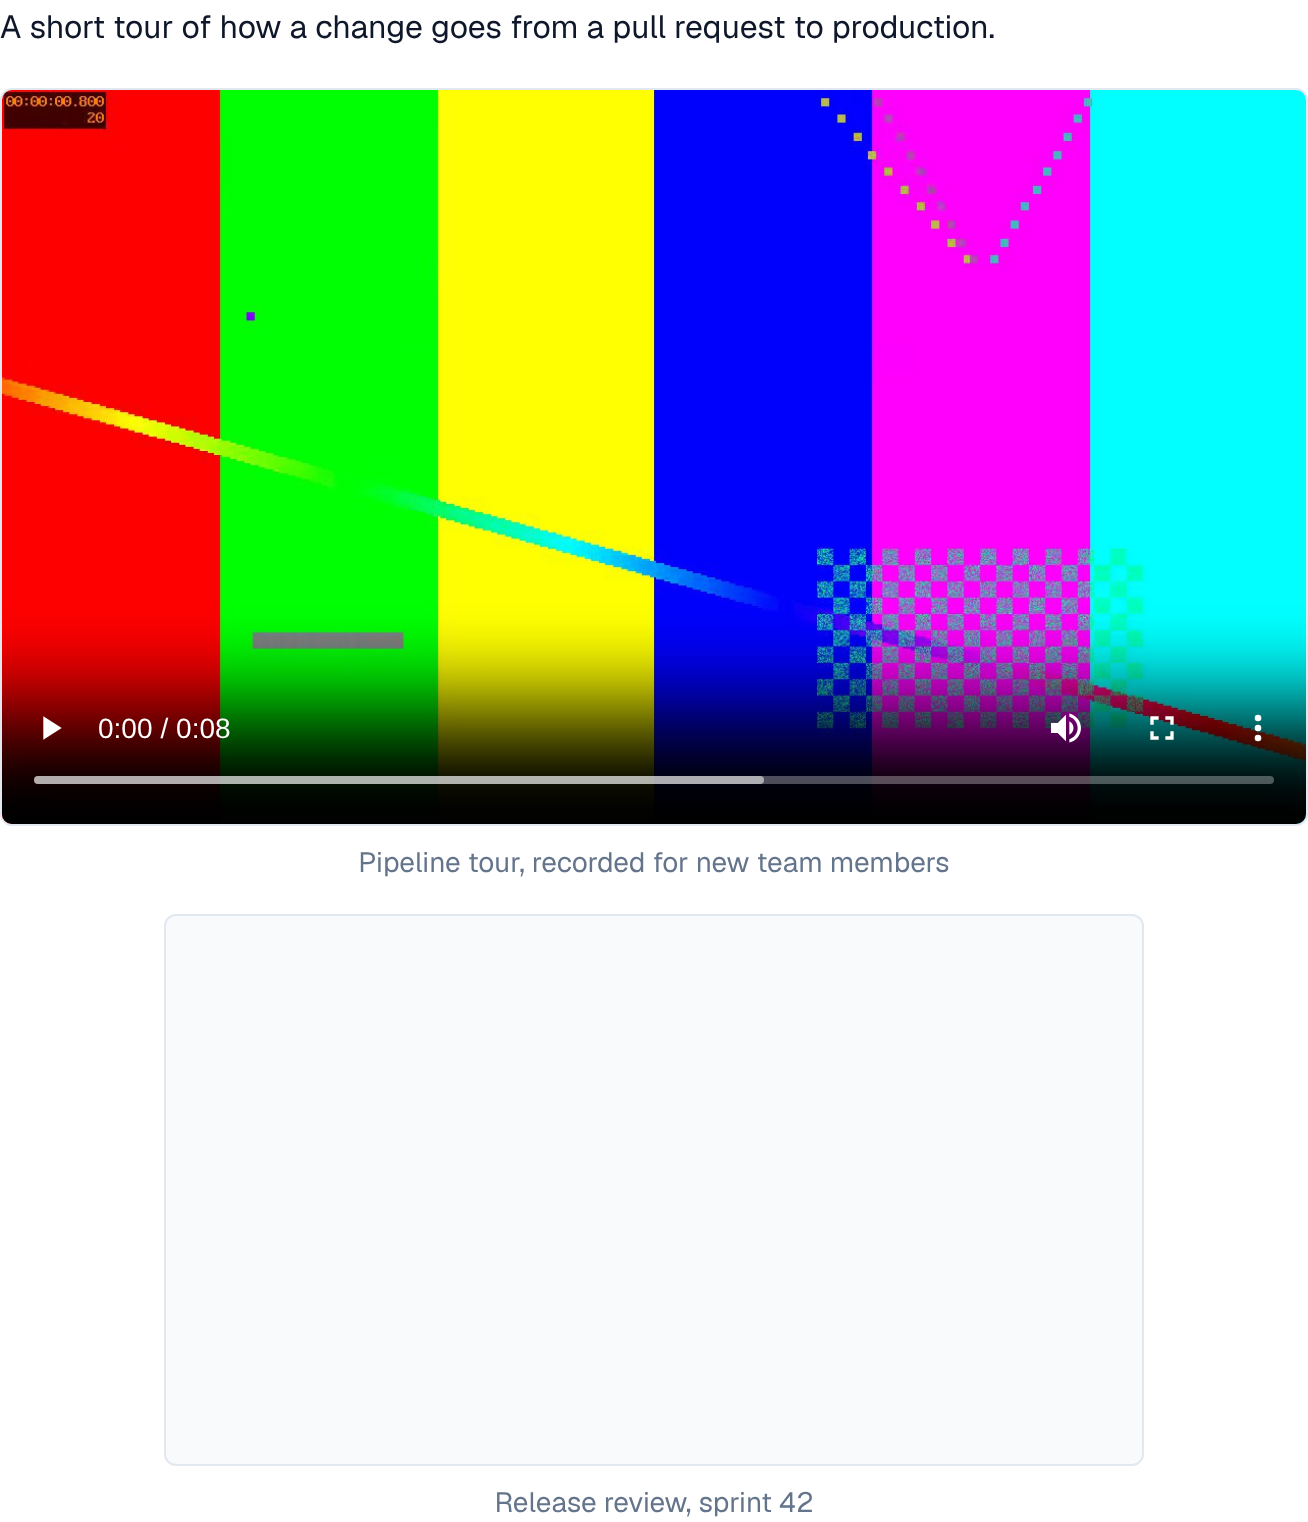 A short tour of how a change goes from a pull request to production.
00:00:00.800
20
0:00 / 0:08
Pipeline tour, recorded for new team members
Release review, sprint 42